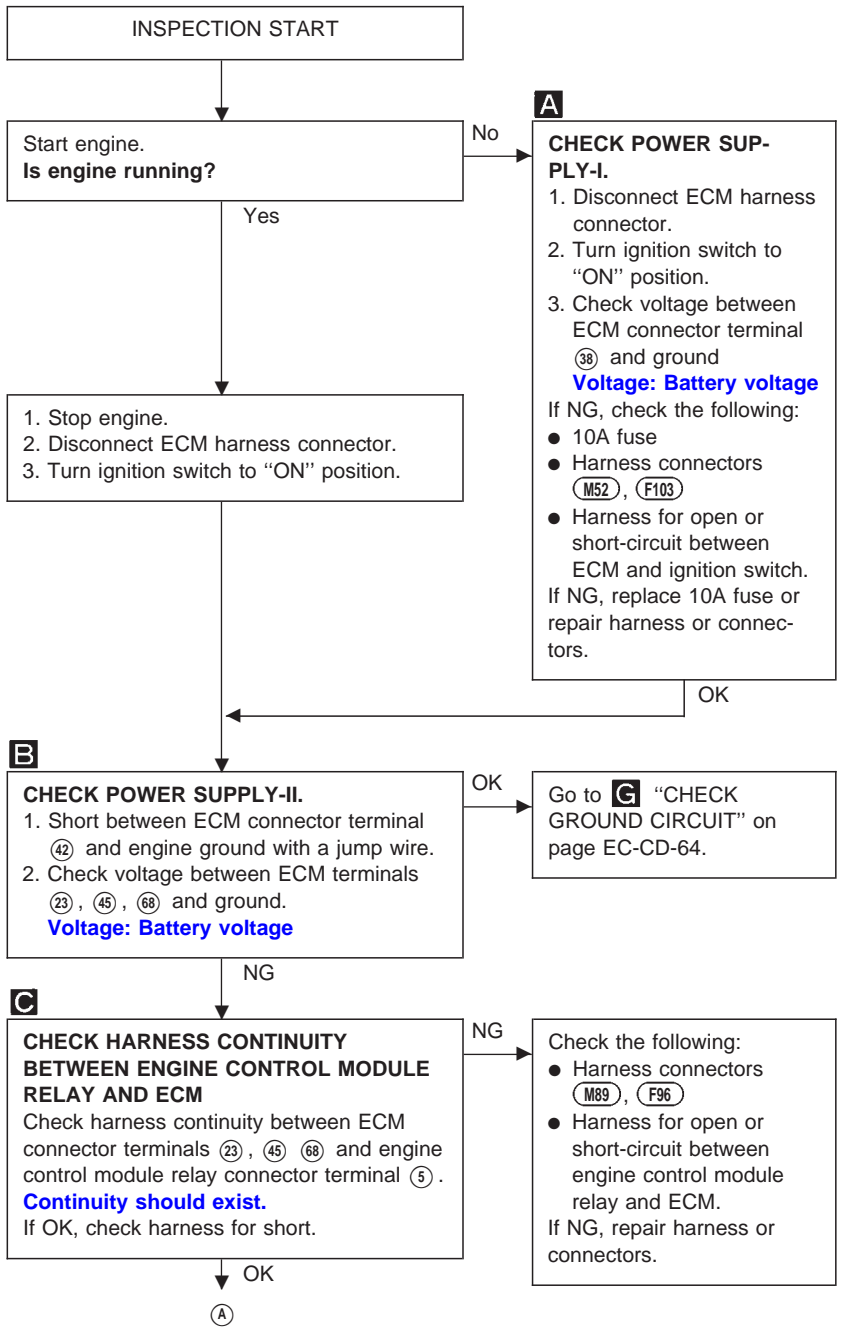 INSPECTION START
Start engine.
Is engine running?
No
Yes
A
CHECK POWER SUP-
PLY-I.
1. Disconnect ECM harness
connector.
2. Turn ignition switch to
‘‘ON’’ position.
3. Check voltage between
ECM connector terminal
38 and ground
Voltage: Battery voltage
If NG, check the following:
● 10A fuse
● Harness connectors
M52, F103
● Harness for open or
short-circuit between
ECM and ignition switch.
If NG, replace 10A fuse or
repair harness or connec-
tors.
OK
1. Stop engine.
2. Disconnect ECM harness connector.
3. Turn ignition switch to ‘‘ON’’ position.
B
CHECK POWER SUPPLY-II.
1. Short between ECM connector terminal
42 and engine ground with a jump wire.
2. Check voltage between ECM terminals
23, 45, 68 and ground.
Voltage: Battery voltage
OK
Go to G ‘‘CHECK
GROUND CIRCUIT’’ on
page EC-CD-64.
NG
C
CHECK HARNESS CONTINUITY
BETWEEN ENGINE CONTROL MODULE
RELAY AND ECM
Check harness continuity between ECM
connector terminals 23, 45 68 and engine
control module relay connector terminal 5.
Continuity should exist.
If OK, check harness for short.
NG
Check the following:
● Harness connectors
M89, F96
● Harness for open or
short-circuit between
engine control module
relay and ECM.
If NG, repair harness or
connectors.
OK
A